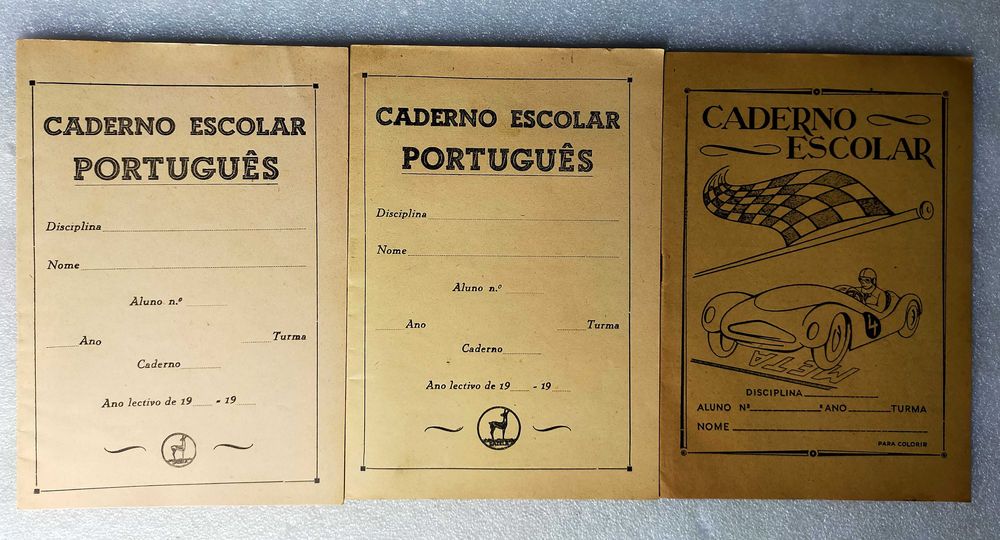 CADERNO ESCOLAR
PORTUGUÊS
Disciplina
Nome
Aluno n.º
Ano Turma
Caderno
Ano lectivo de 19 - 19
CADERNO ESCOLAR
PORTUGUÊS
Disciplina
Nome
Aluno n.º
Ano Turma
Caderno
Ano lectivo de 19 - 19
CADERNO
ESCOLAR
4
META
DISCIPLINA
ALUNO Nº º ANO TURMA
NOME
PARA COLORIR